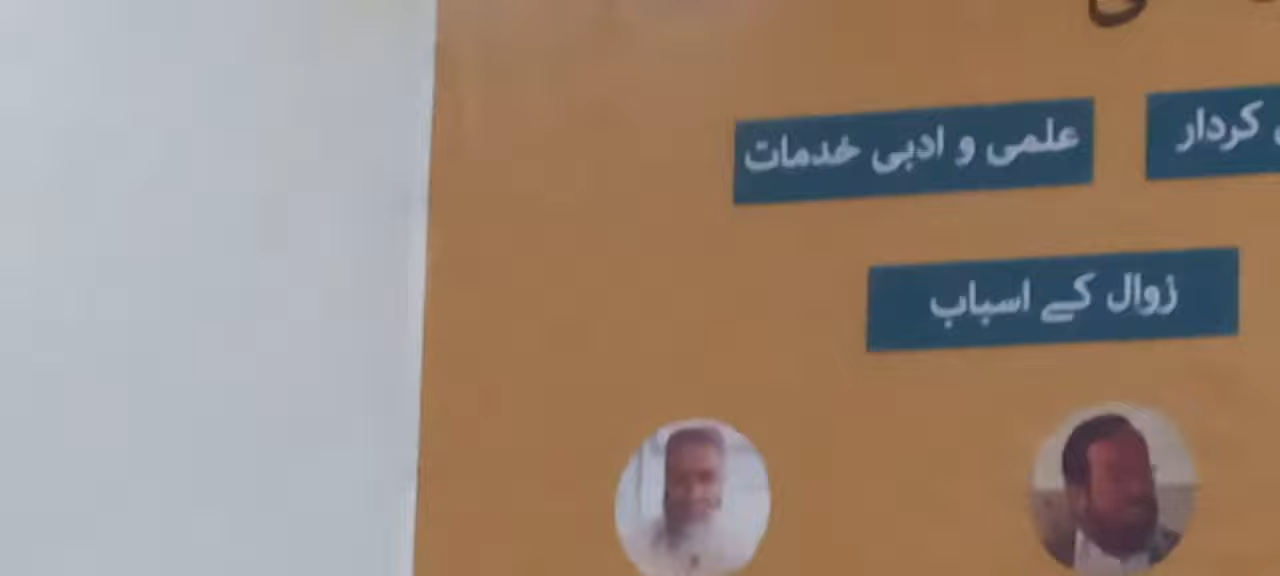 کردار
علمی و ادبی خدمات
زوال کے اسباب